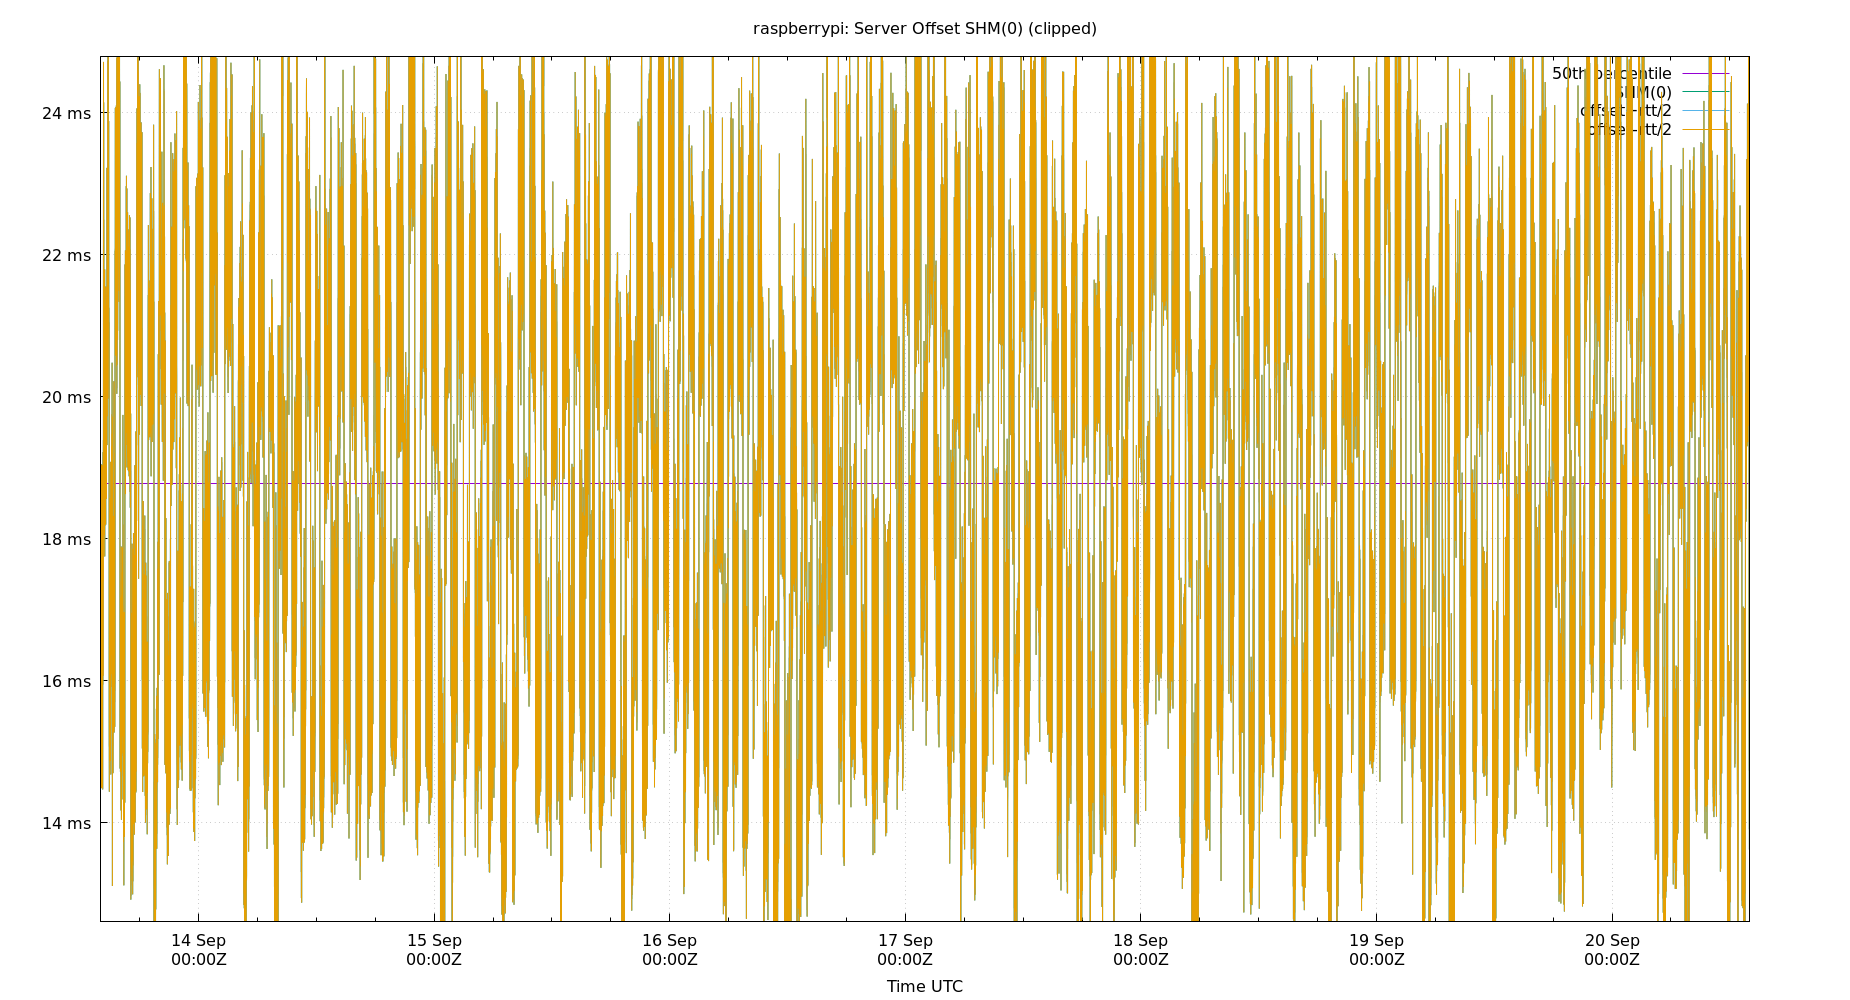 raspberrypi: Server Offset SHM(0) (clipped)
50th percentile
SHM(0)
offset+rtt/2
offset-rtt/2
24 ms
22 ms
20 ms
18 ms
16 ms
14 ms
14 Sep 15 Sep 16 Sep 17 Sep 18 Sep 19 Sep 20 Sep
00:00Z 00:00Z 00:00Z 00:00Z 00:00Z 00:00Z 00:00Z
Time UTC